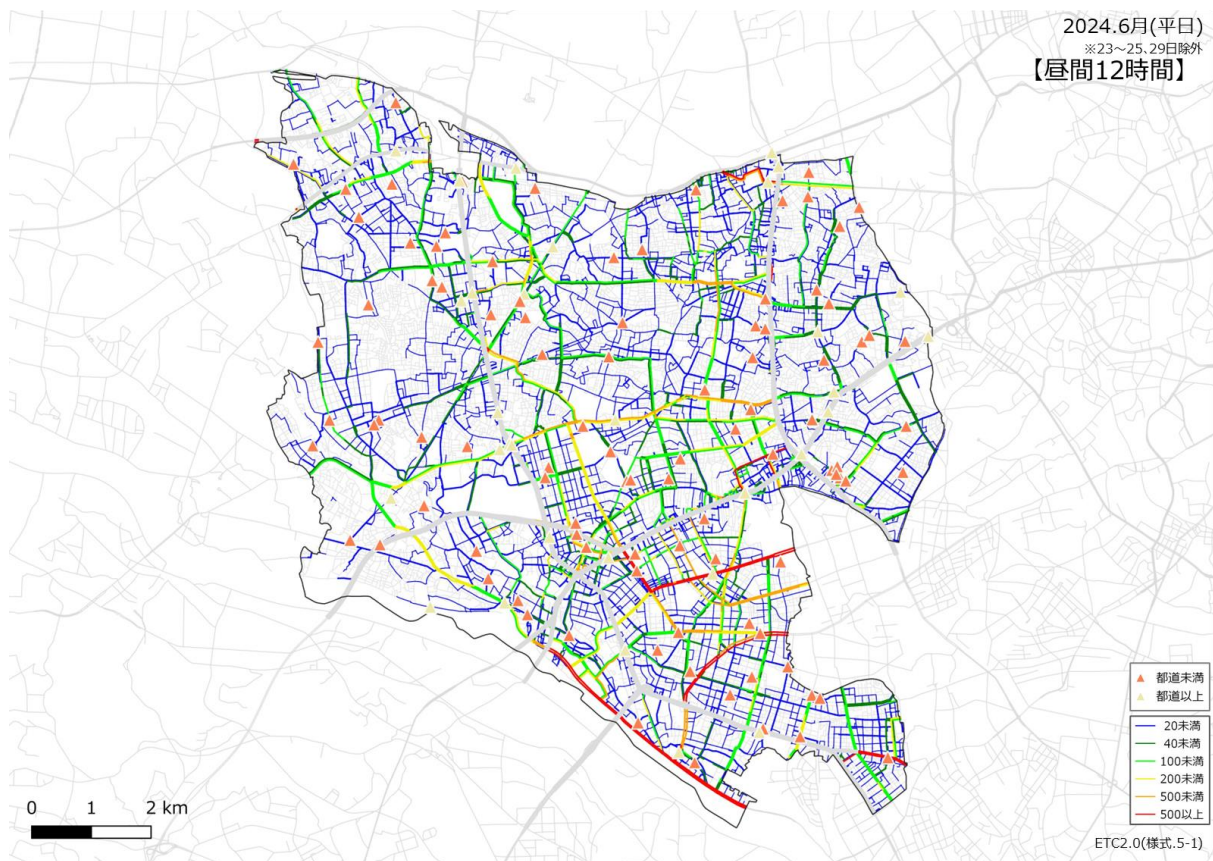 2024.6月(平日)
※23～25、29日除外
【昼間12時間】
都道未満
都道以上
20未満
40未満
100未満
200未満
500未満
500以上
0 1 2 km
ETC2.0(様式.5-1)